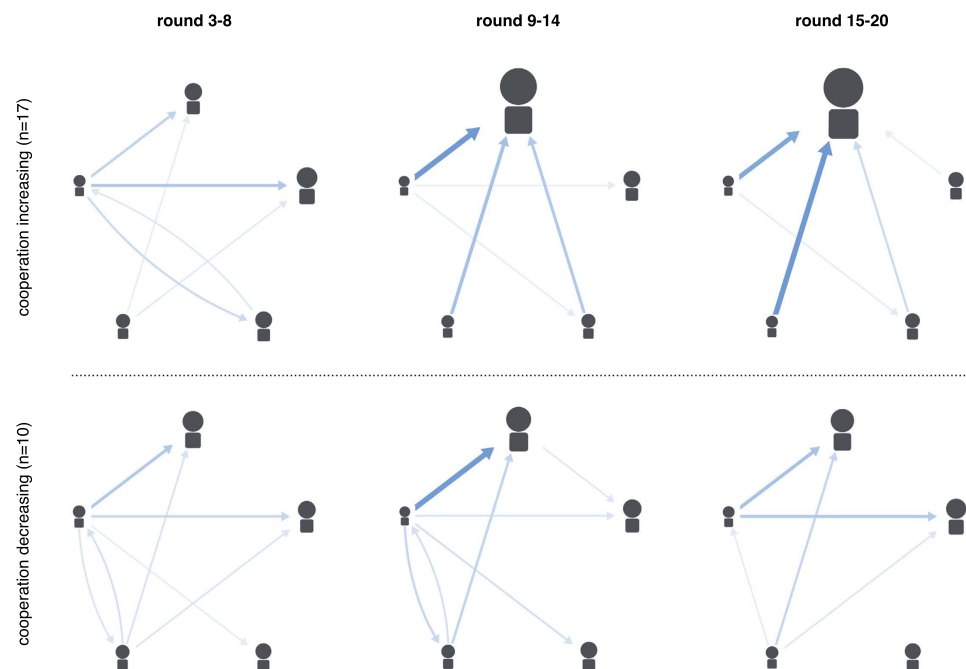 round 3-8
round 9-14
round 15-20
cooperation increasing (n=17)
cooperation decreasing (n=10)